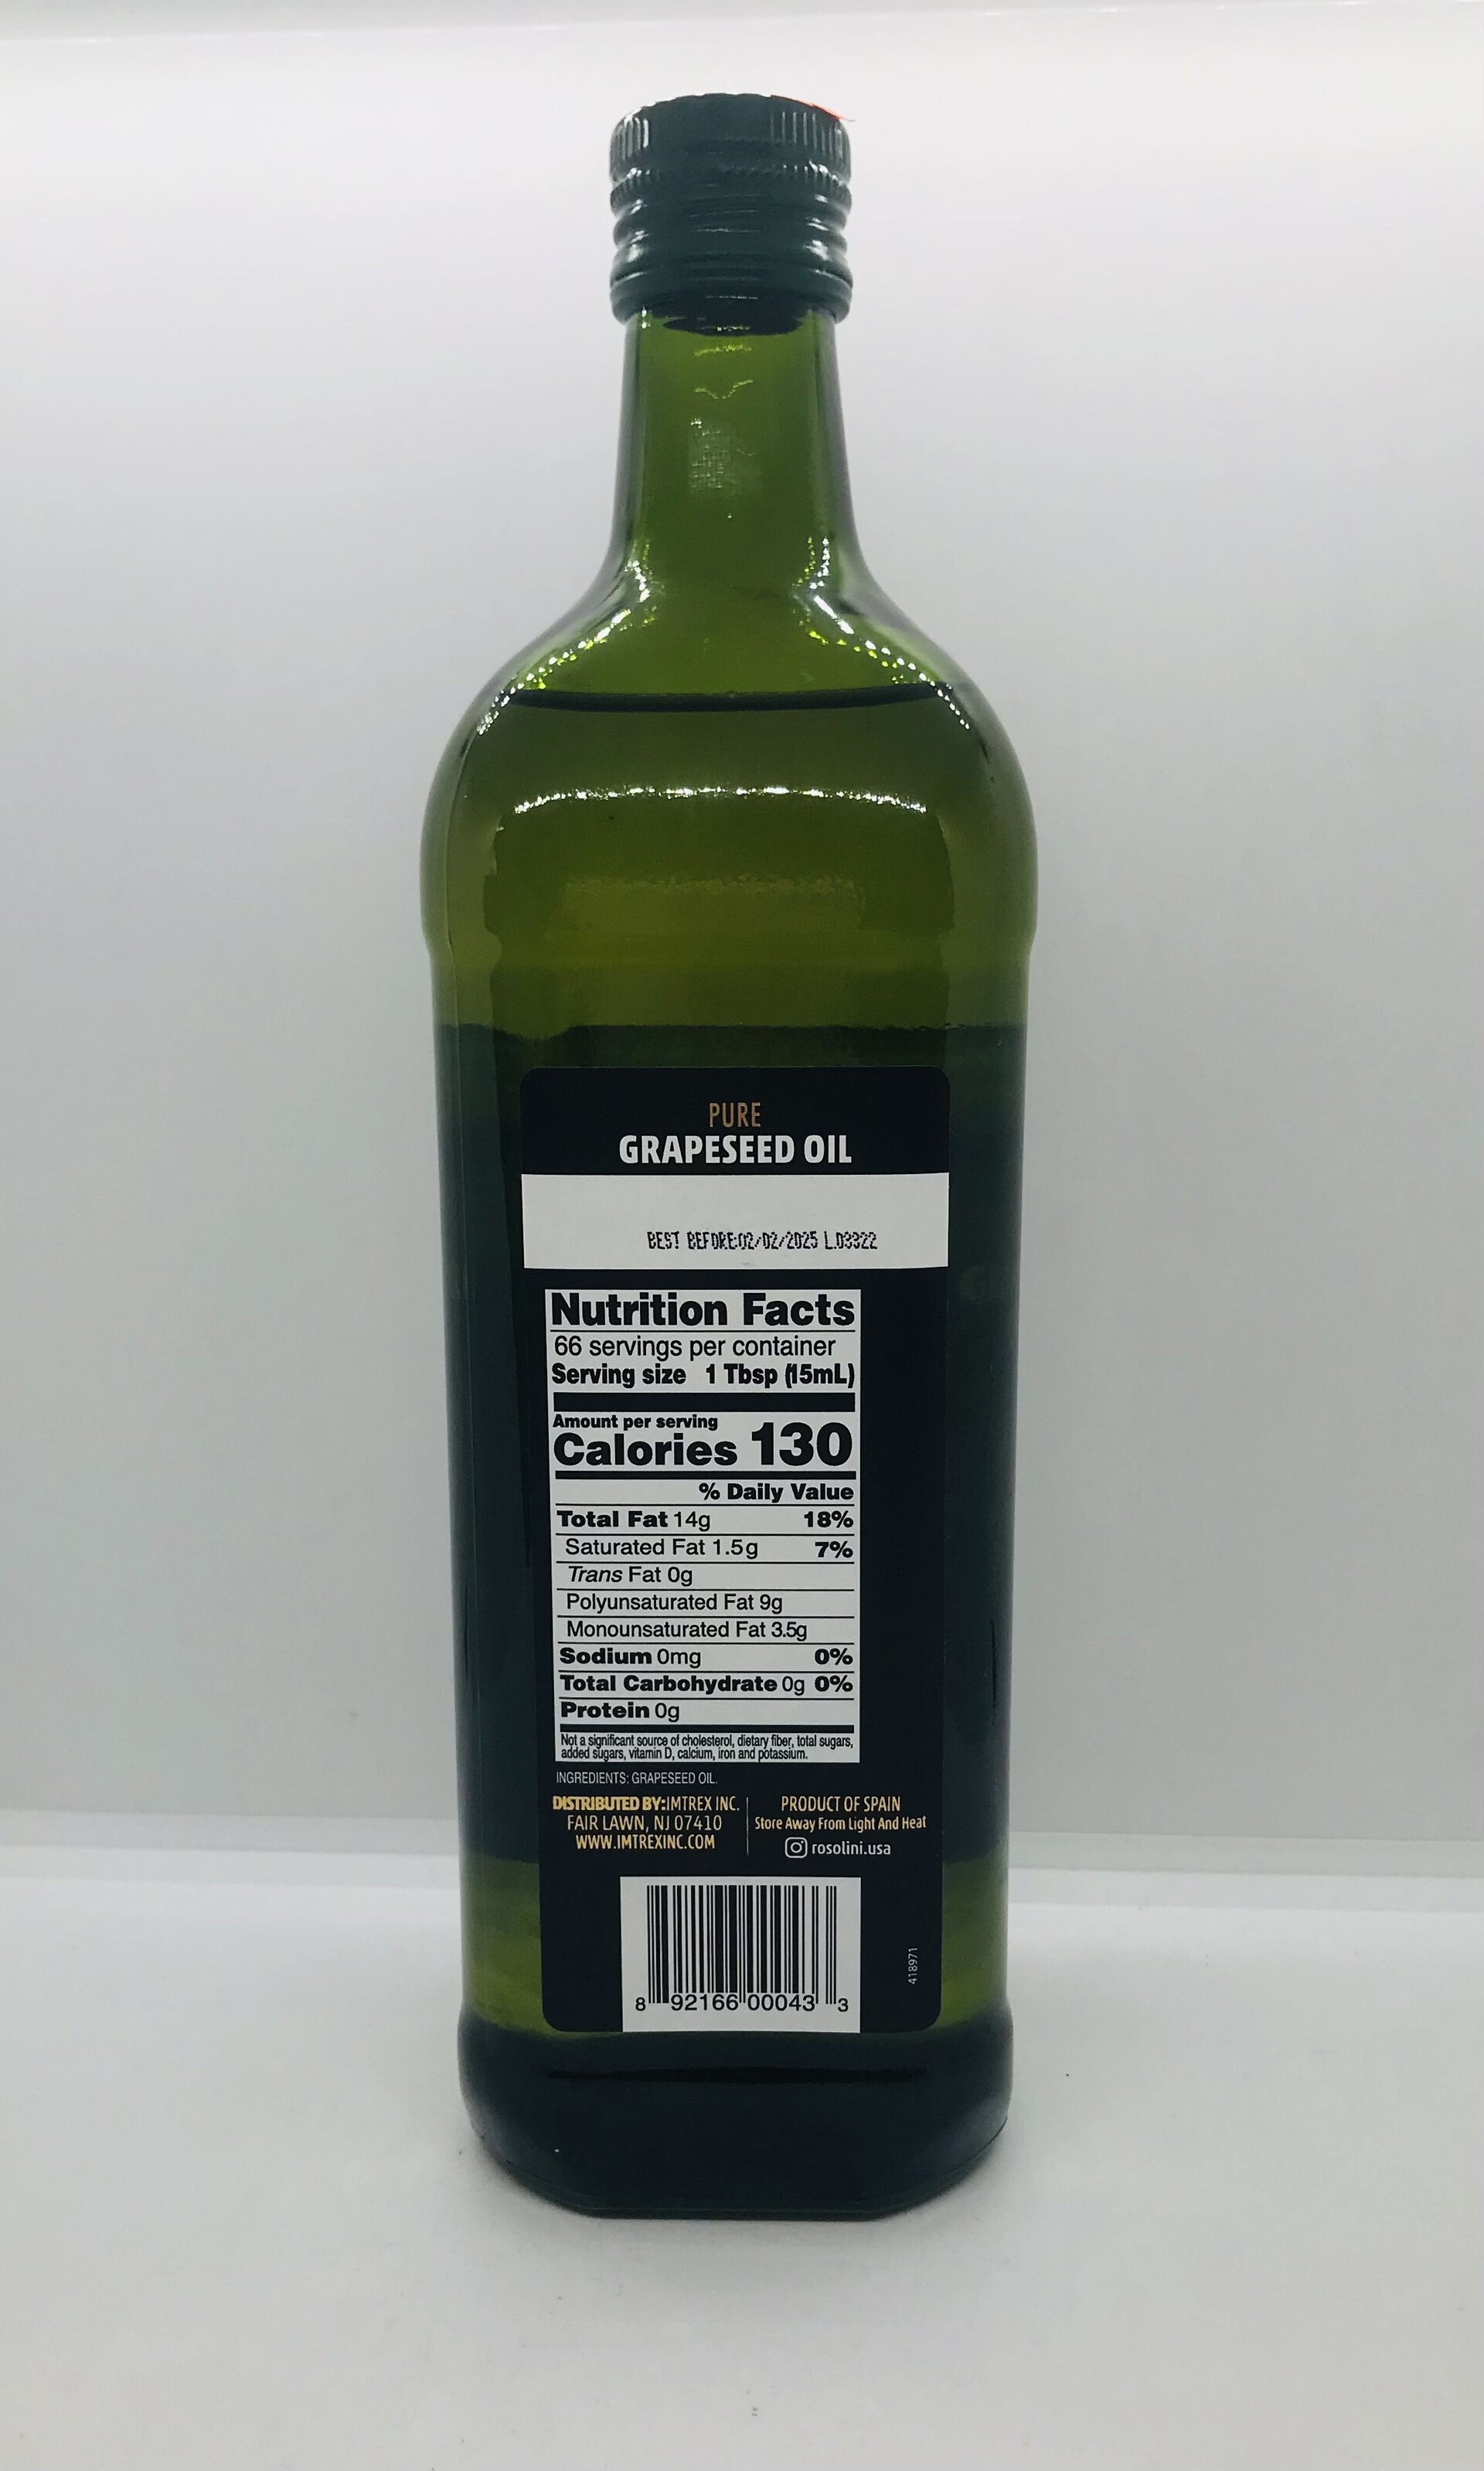 PURE
GRAPESEED OIL
BEST BEFORE:02/02/2025 L.03322
Nutrition Facts
66 servings per container
Serving size 1 Tbsp (15mL)
Amount per serving
Calories 130
% Daily Value
Total Fat 14g 18%
Saturated Fat 1.5g 7%
Trans Fat 0g
Polyunsaturated Fat 9g
Monounsaturated Fat 3.5g
Sodium 0mg 0%
Total Carbohydrate 0g 0%
Protein 0g
Not a significant source of cholesterol, dietary fiber, total sugars,
added sugars, vitamin D, calcium, iron and potassium.
INGREDIENTS: GRAPESEED OIL.
DISTRIBUTED BY:IMTREX INC.
FAIR LAWN, NJ 07410
WWW.IMTREXINC.COM
PRODUCT OF SPAIN
Store Away From Light And Heat
rosolini.usa
418971
8 92166 00043 3